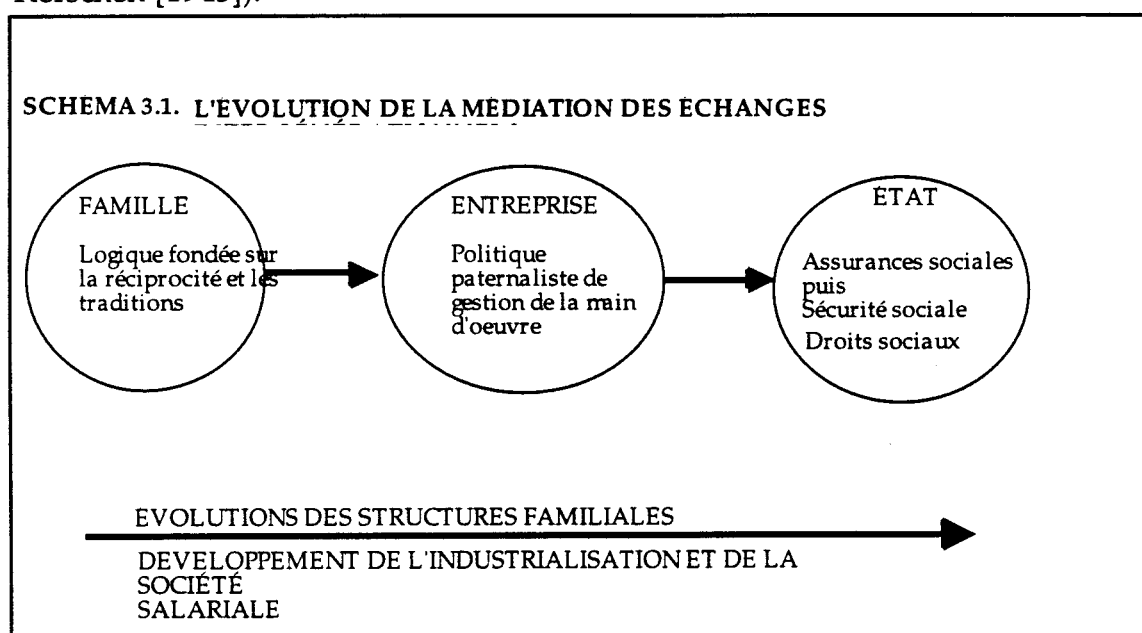 SCHÉMA 3.1. L'ÉVOLUTION DE LA MÉDIATION DES ÉCHANGES
FAMILLE
Logique fondée sur
la réciprocité et les
traditions
ENTREPRISE
Politique
paternaliste de
gestion de la main
d'oeuvre
ÉTAT
Assurances sociales
puis
Sécurité sociale
Droits sociaux
EVOLUTIONS DES STRUCTURES FAMILIALES
DEVELOPPEMENT DE L'INDUSTRIALISATION ET DE LA
SOCIÉTÉ
SALARIALE